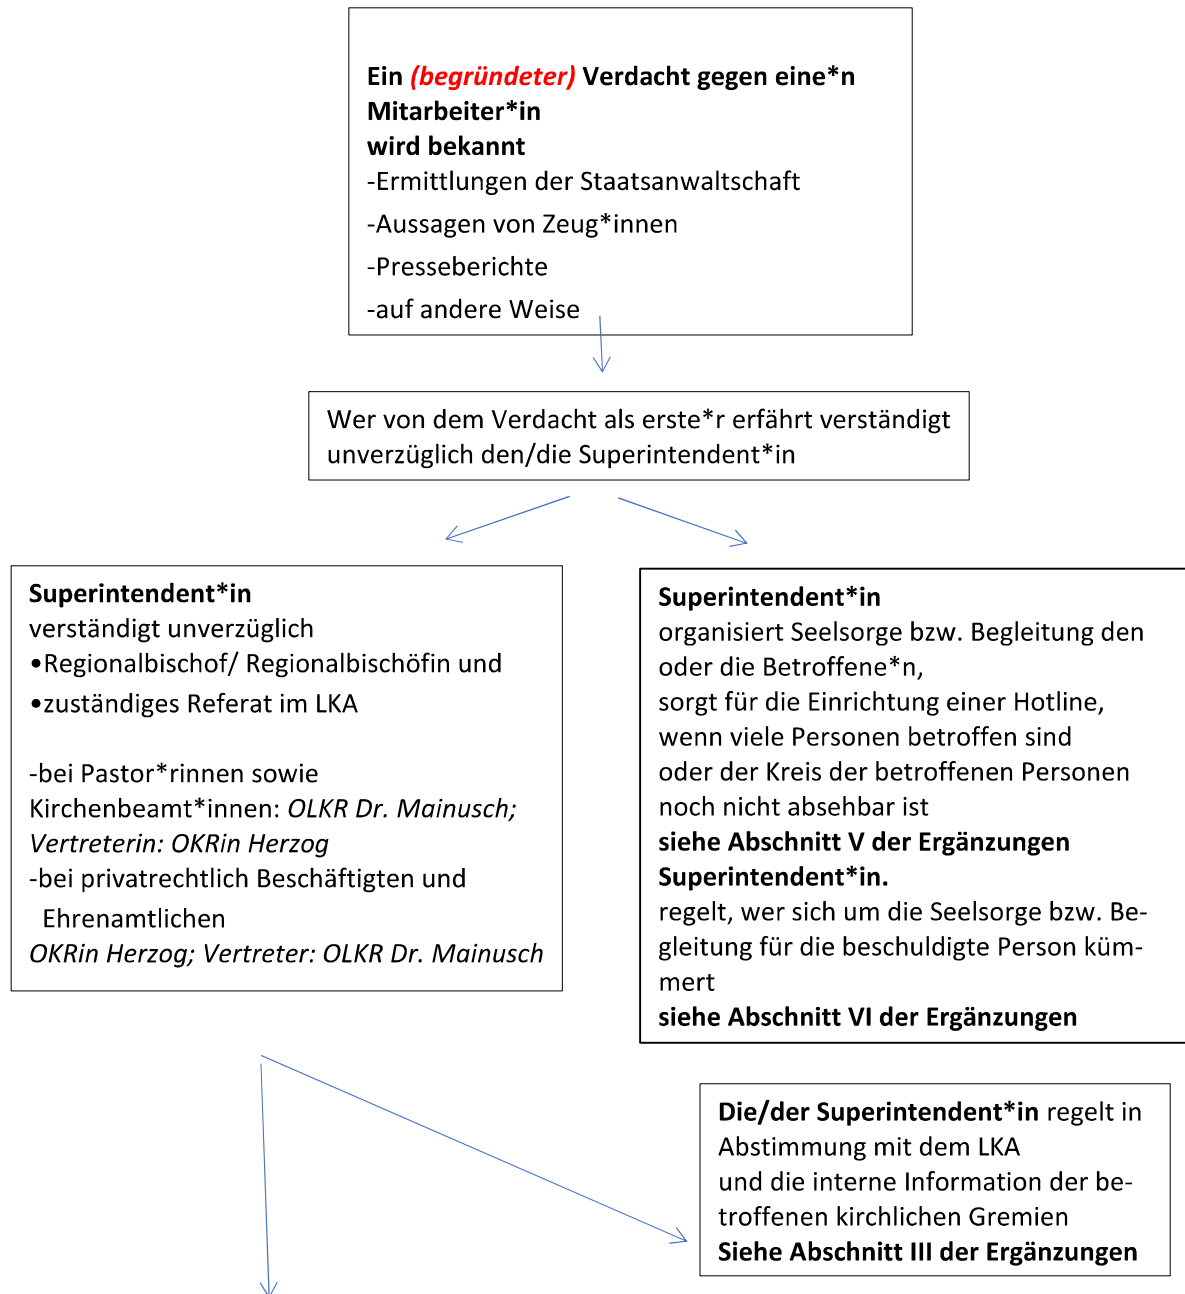 Ein (begründeter) Verdacht gegen eine*n
Mitarbeiter*in
wird bekannt
-Ermittlungen der Staatsanwaltschaft
-Aussagen von Zeug*innen
-Presseberichte
-auf andere Weise
Wer von dem Verdacht als erste*r erfährt verständigt
unverzüglich den/die Superintendent*in
Superintendent*in
verständigt unverzüglich
•Regionalbischof/ Regionalbischöfin und
•zuständiges Referat im LKA
-bei Pastor*rinnen sowie
Kirchenbeamt*innen: OLKR Dr. Mainusch;
Vertreterin: OKRin Herzog
-bei privatrechtlich Beschäftigten und
Ehrenamtlichen
OKRin Herzog; Vertreter: OLKR Dr. Mainusch
Superintendent*in
organisiert Seelsorge bzw. Begleitung den
oder die Betroffene*n,
sorgt für die Einrichtung einer Hotline,
wenn viele Personen betroffen sind
oder der Kreis der betroffenen Personen
noch nicht absehbar ist
siehe Abschnitt V der Ergänzungen
Superintendent*in.
regelt, wer sich um die Seelsorge bzw. Be-
gleitung für die beschuldigte Person küm-
mert
siehe Abschnitt VI der Ergänzungen
Die/der Superintendent*in regelt in
Abstimmung mit dem LKA
und die interne Information der be-
troffenen kirchlichen Gremien
Siehe Abschnitt III der Ergänzungen